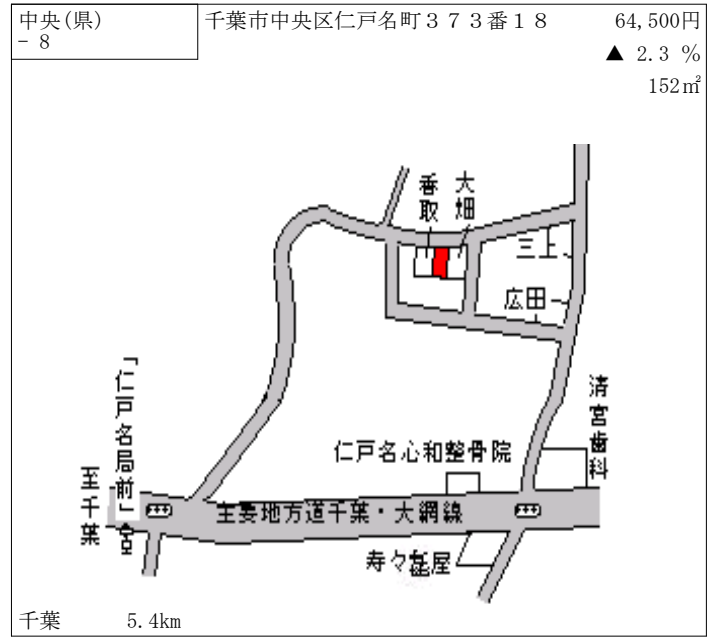 中央(県)
- 8
千葉市中央区仁戸名町３７３番１８
64,500円
▲ 2.3 %
152㎡
香取
大畑
三上
広田
清宮歯科
「仁戸名局前」
至千葉
仁戸名心和整骨院
主要地方道千葉・大網線
寿々甚屋
千葉 5.4km